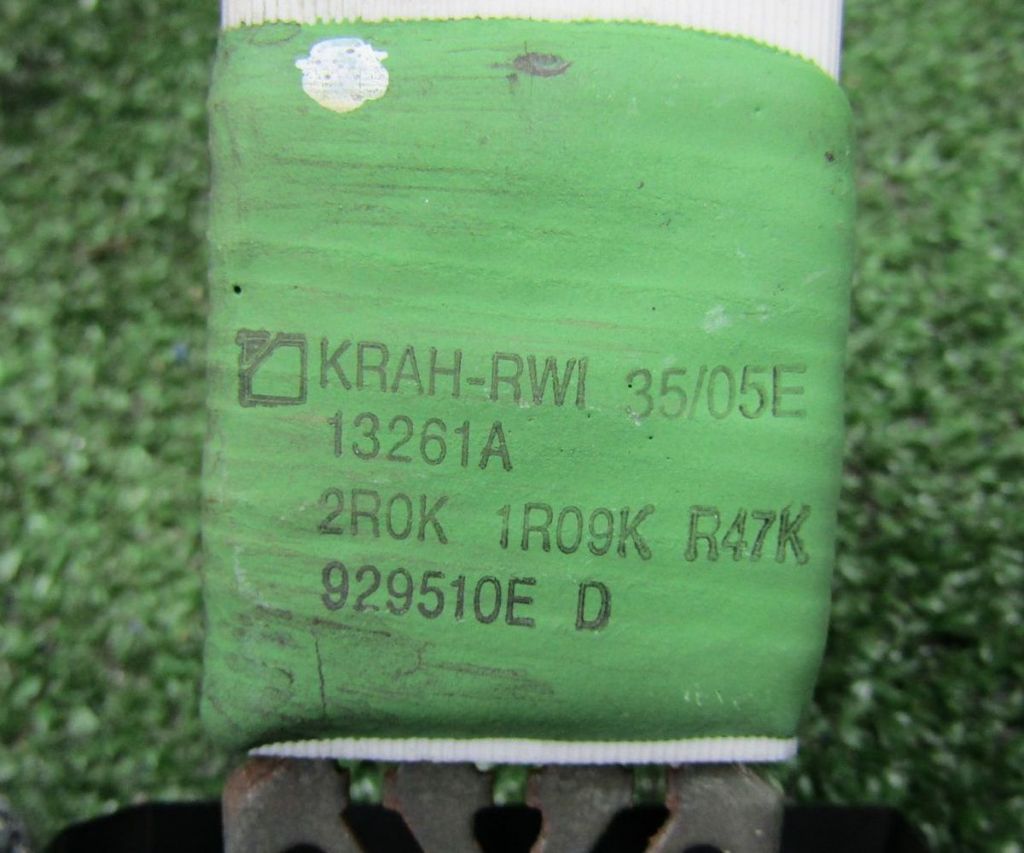 KRAH-RWI 35/05E
13261A
2R0K 1R09K R47K
929510E D